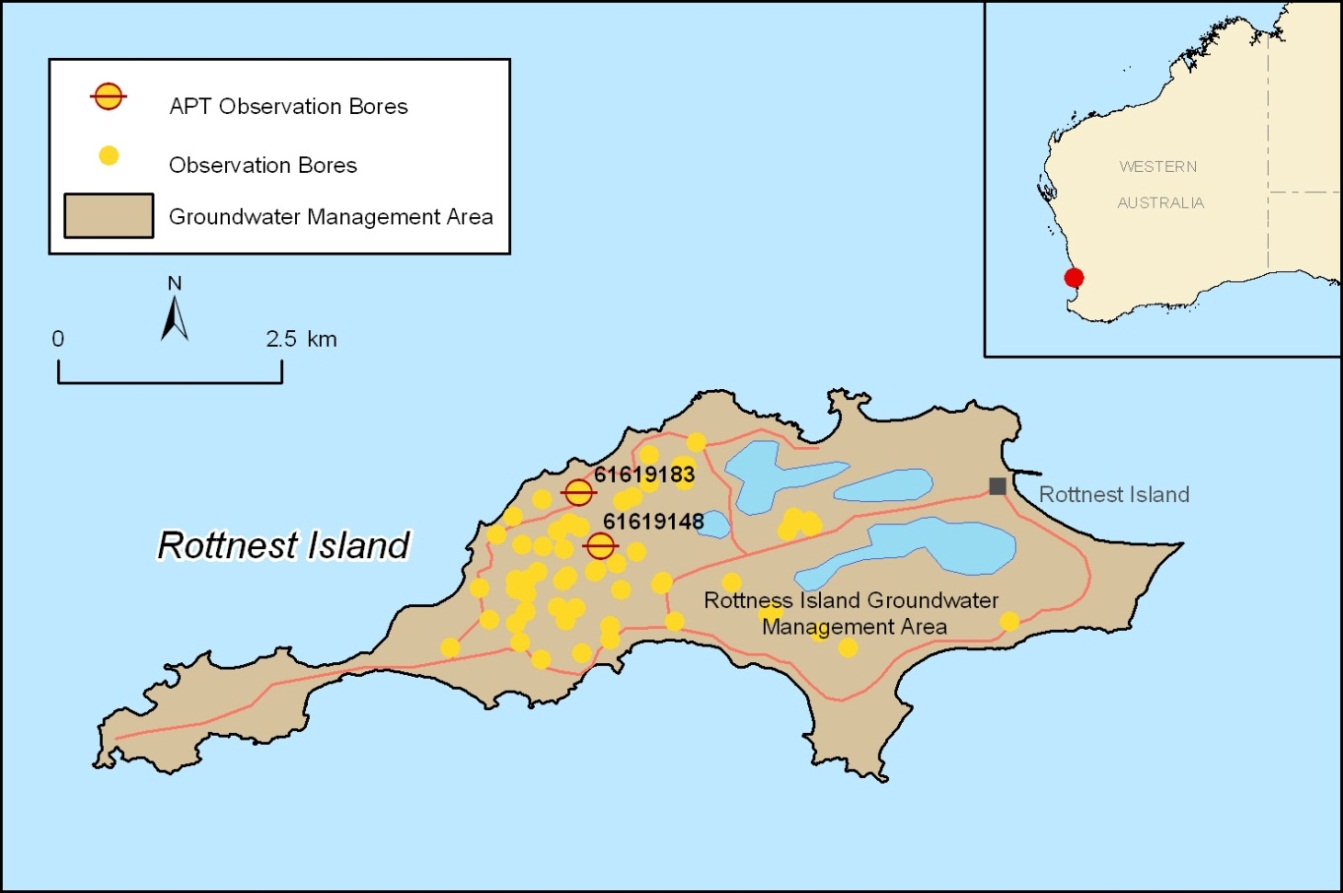 APT Observation Bores
Observation Bores
Groundwater Management Area
N
0 2.5 km
WESTERN
AUSTRALIA
61619183
61619148
Rottnest Island
Rottnest Island
Rottness Island Groundwater
Management Area